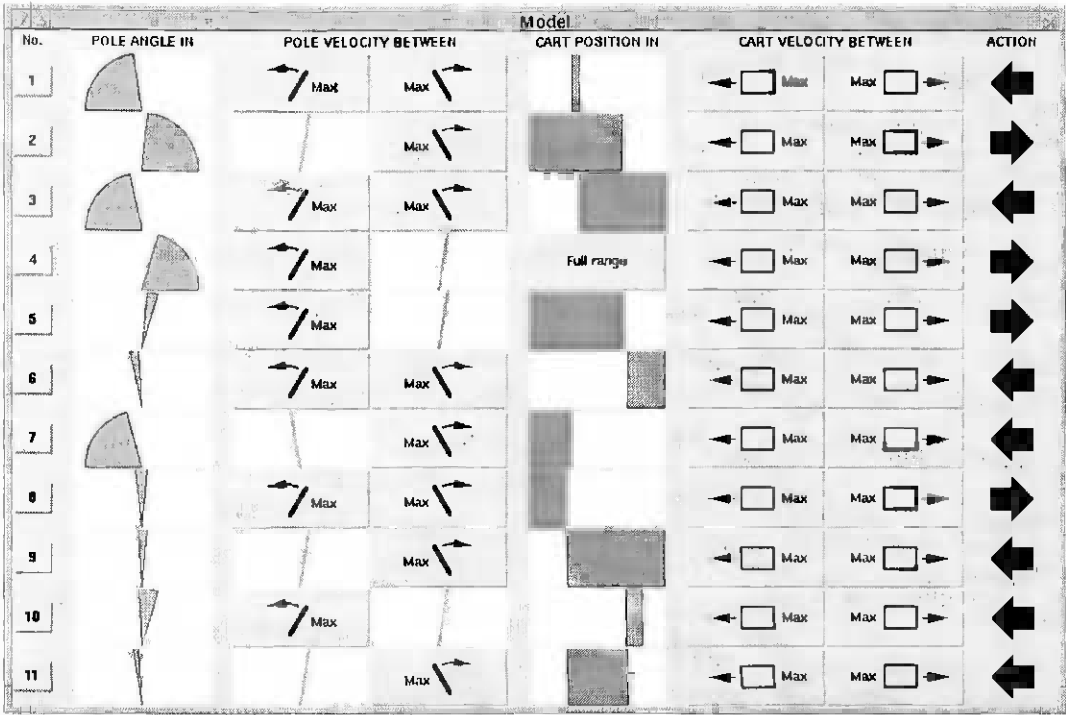 Model
No. POLE ANGLE IN POLE VELOCITY BETWEEN CART POSITION IN CART VELOCITY BETWEEN ACTION
1 Max Max Max Max
2 Max Max Max
3 Max Max Max Max
4 Max Full range Max Max
5 Max Max Max
6 Max Max Max Max
7 Max Max Max
8 Max Max Max Max
9 Max Max Max
10 Max Max Max
11 Max Max Max